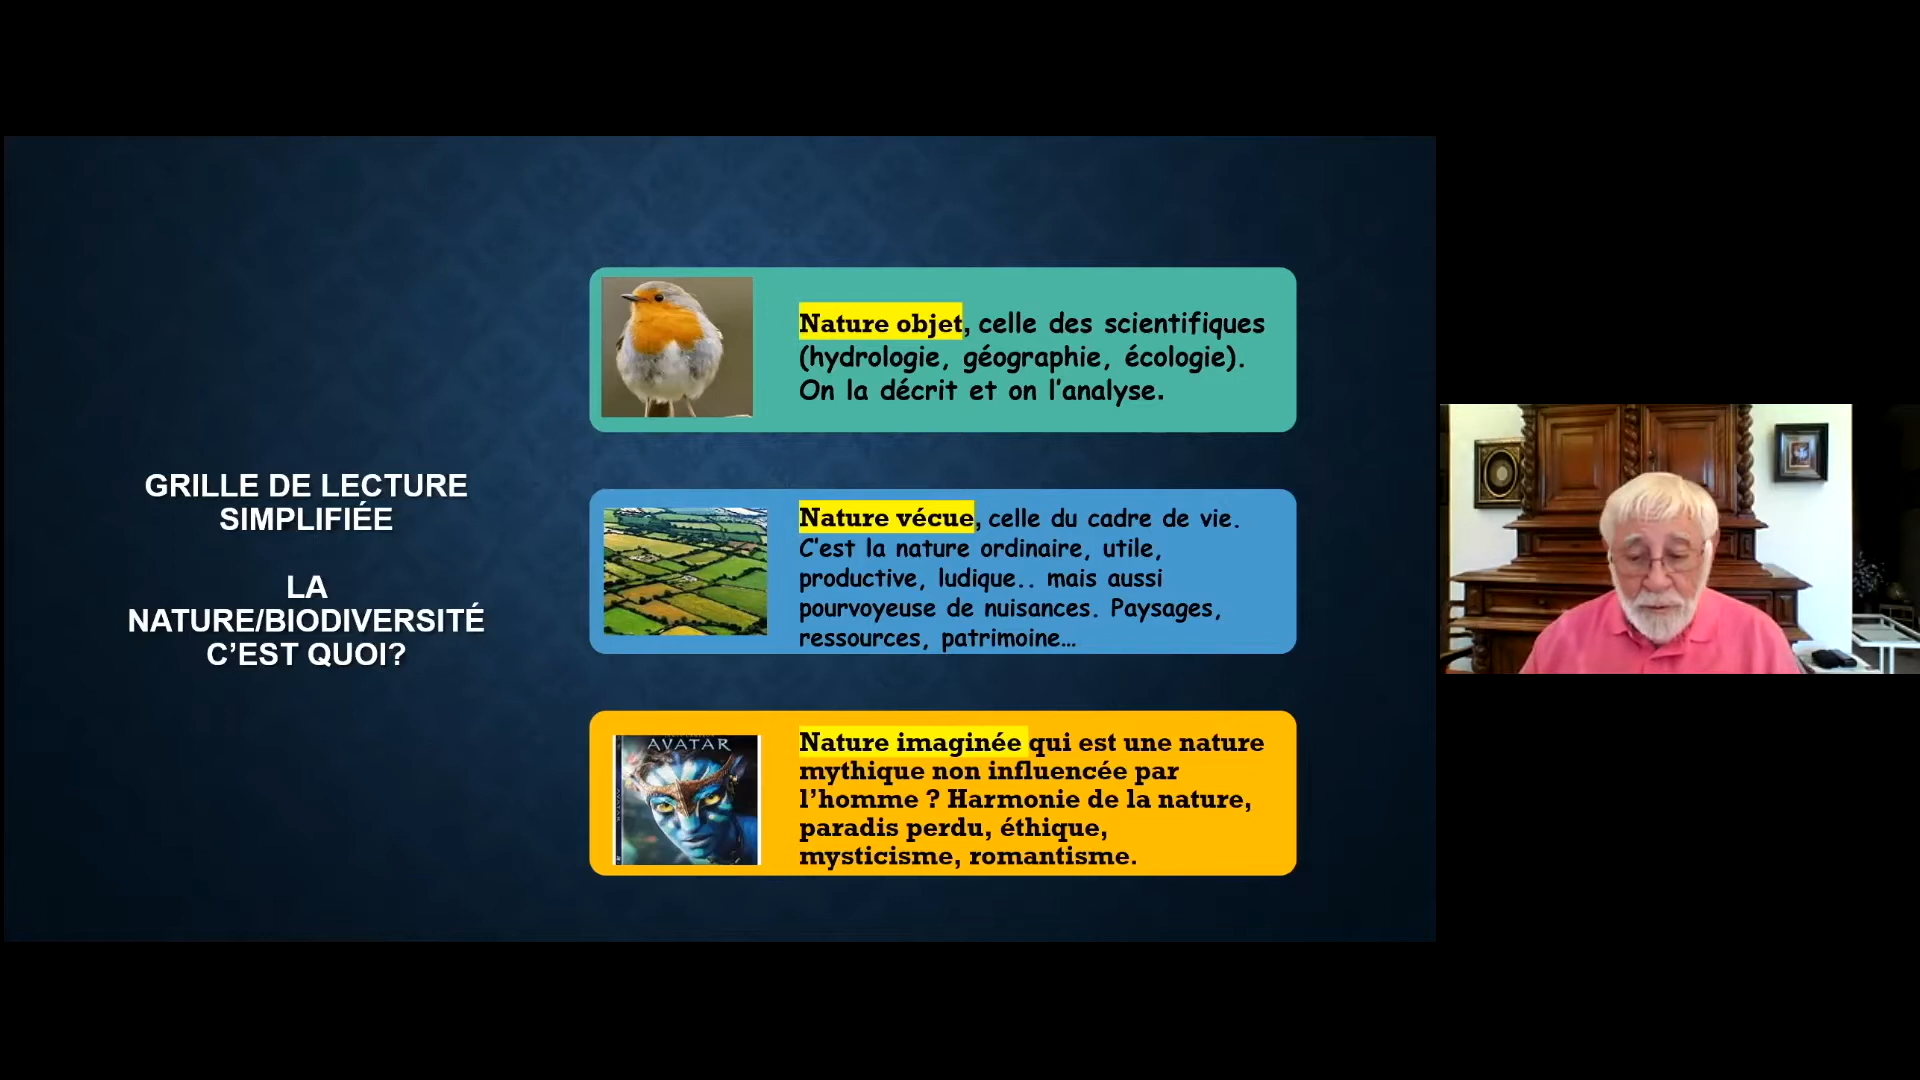 GRILLE DE LECTURE
SIMPLIFIÉE
LA
NATURE/BIODIVERSITÉ
C'EST QUOI?
Nature objet, celle des scientifiques
(hydrologie, géographie, écologie).
On la décrit et on l'analyse.
Nature vécue, celle du cadre de vie.
C'est la nature ordinaire, utile,
productive, ludique.. mais aussi
pourvoyeuse de nuisances. Paysages,
ressources, patrimoine...
AVATAR
Nature imaginée qui est une nature
mythique non influencée par
l'homme ? Harmonie de la nature,
paradis perdu, éthique,
mysticisme, romantisme.